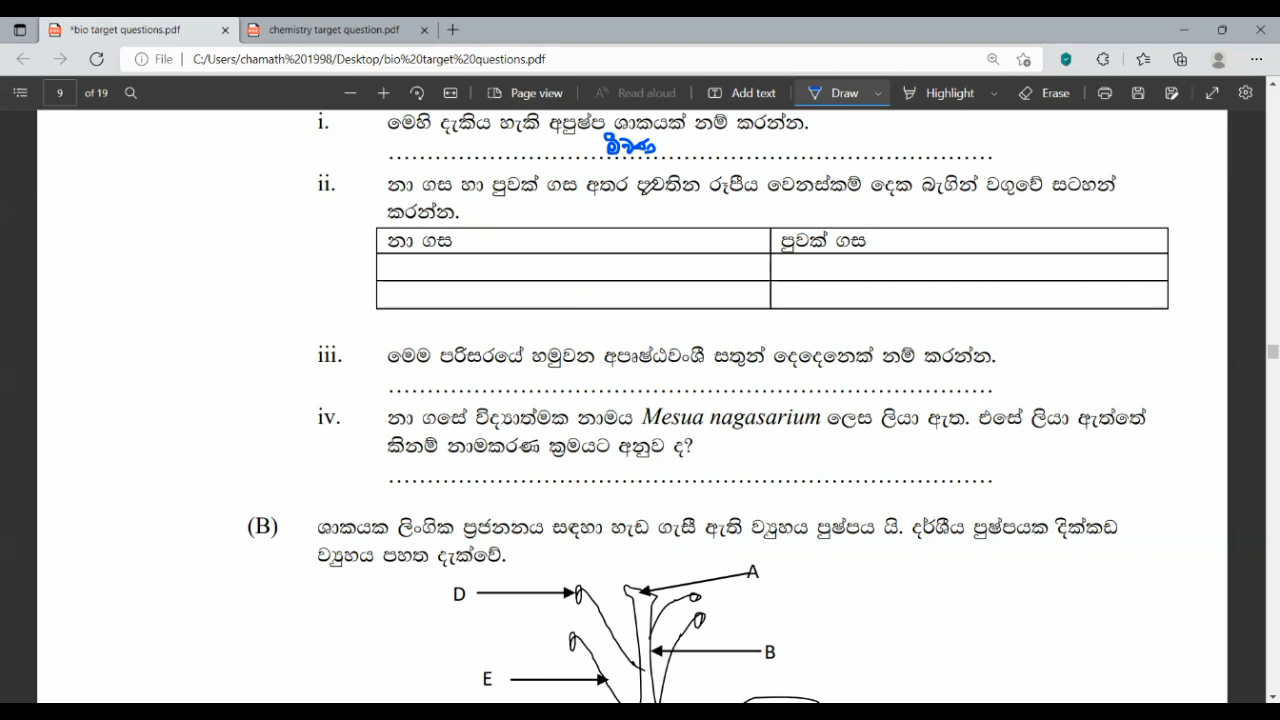 *bio target questions.pdf
chemistry target question.pdf
File C:/Users/chamath%201998/Desktop/bio%20target%20questions.pdf
9 of 19 Page view Read aloud Add text Draw Highlight Erase
i. මෙහි දැකිය හැකි අපුෂ්ප ශාකයක් නම් කරන්න.
මීවණ
ii. නා ගස හා පුවක් ගස අතර පවතින රූපීය වෙනස්කම් දෙක බැගින් වගුවේ සටහන්
කරන්න.
නා ගස පුවක් ගස
iii. මෙම පරිසරයේ හමුවන අපෘෂ්ඨවංශී සතුන් දෙදෙනෙක් නම් කරන්න.
iv. නා ගසේ විද්‍යාත්මක නාමය Mesua nagasarium ලෙස ලියා ඇත. එසේ ලියා ඇත්තේ
කිනම් නාමකරණ ක්‍රමයට අනුව ද?
(B) ශාකයක ලිංගික ප්‍රජනනය සඳහා හැඩ ගැසී ඇති ව්‍යුහය පුෂ්පය යි. දර්ශීය පුෂ්පයක දික්කඩ
ව්‍යුහය පහත දැක්වේ.
A
D
B
E